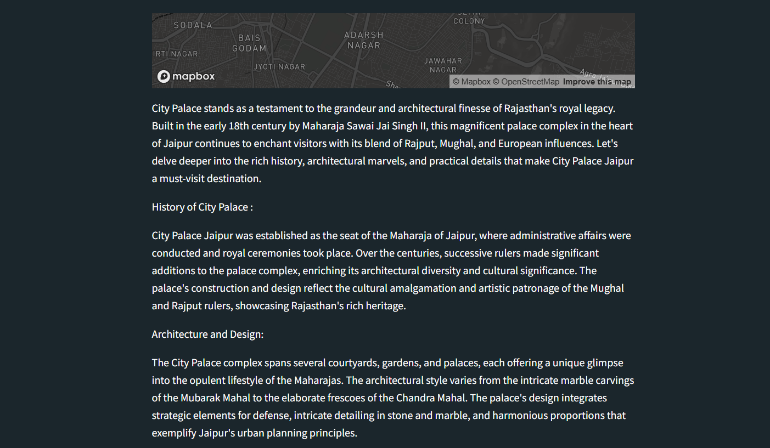 SODALA
SETHI
COLONY
BAIS
GODAM
ADARSH
NAGAR
RTI NAGAR
JYOTI NAGAR
JAWAHAR
NAGAR
mapbox
© Mapbox © OpenStreetMap Improve this map
City Palace stands as a testament to the grandeur and architectural finesse of Rajasthan's royal legacy.
Built in the early 18th century by Maharaja Sawai Jai Singh II, this magnificent palace complex in the heart
of Jaipur continues to enchant visitors with its blend of Rajput, Mughal, and European influences. Let's
delve deeper into the rich history, architectural marvels, and practical details that make City Palace Jaipur
a must-visit destination.
History of City Palace :
City Palace Jaipur was established as the seat of the Maharaja of Jaipur, where administrative affairs were
conducted and royal ceremonies took place. Over the centuries, successive rulers made significant
additions to the palace complex, enriching its architectural diversity and cultural significance. The
palace's construction and design reflect the cultural amalgamation and artistic patronage of the Mughal
and Rajput rulers, showcasing Rajasthan's rich heritage.
Architecture and Design:
The City Palace complex spans several courtyards, gardens, and palaces, each offering a unique glimpse
into the opulent lifestyle of the Maharajas. The architectural style varies from the intricate marble carvings
of the Mubarak Mahal to the elaborate frescoes of the Chandra Mahal. The palace's design integrates
strategic elements for defense, intricate detailing in stone and marble, and harmonious proportions that
exemplify Jaipur's urban planning principles.